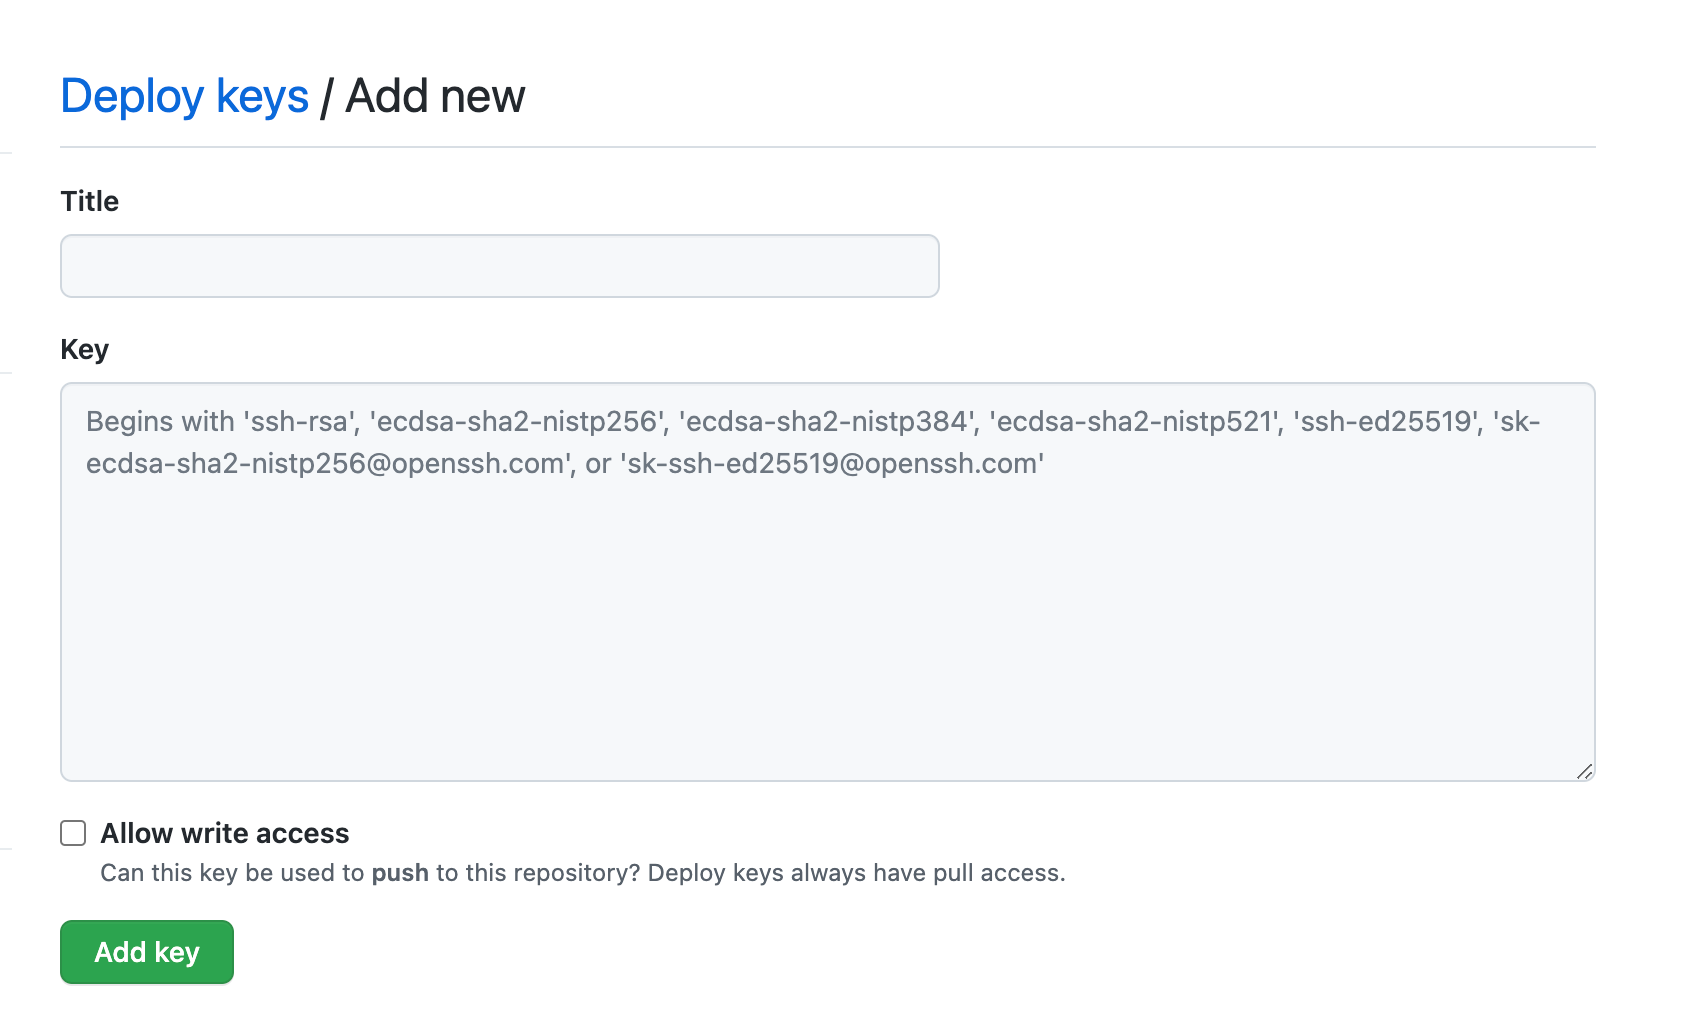 Deploy keys / Add new
Title
Key
Begins with 'ssh-rsa', 'ecdsa-sha2-nistp256', 'ecdsa-sha2-nistp384', 'ecdsa-sha2-nistp521', 'ssh-ed25519', 'sk-
ecdsa-sha2-nistp256@openssh.com', or 'sk-ssh-ed25519@openssh.com'
Allow write access
Can this key be used to push to this repository? Deploy keys always have pull access.
Add key